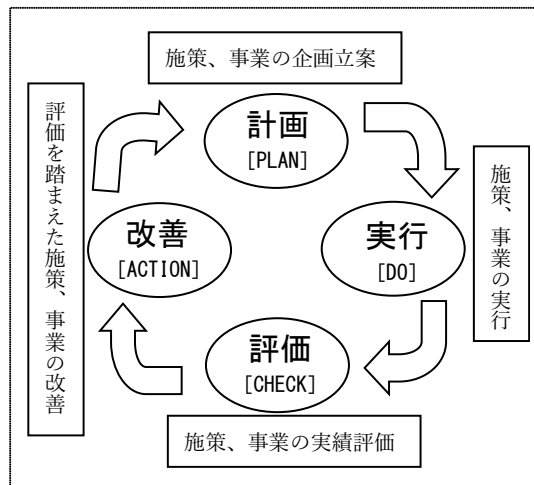 施策、事業の企画立案
計画
[PLAN]
実行
[DO]
施策、事業の実行
評価
[CHECK]
施策、事業の実績評価
改善
[ACTION]
評価を踏まえた施策、事業の改善